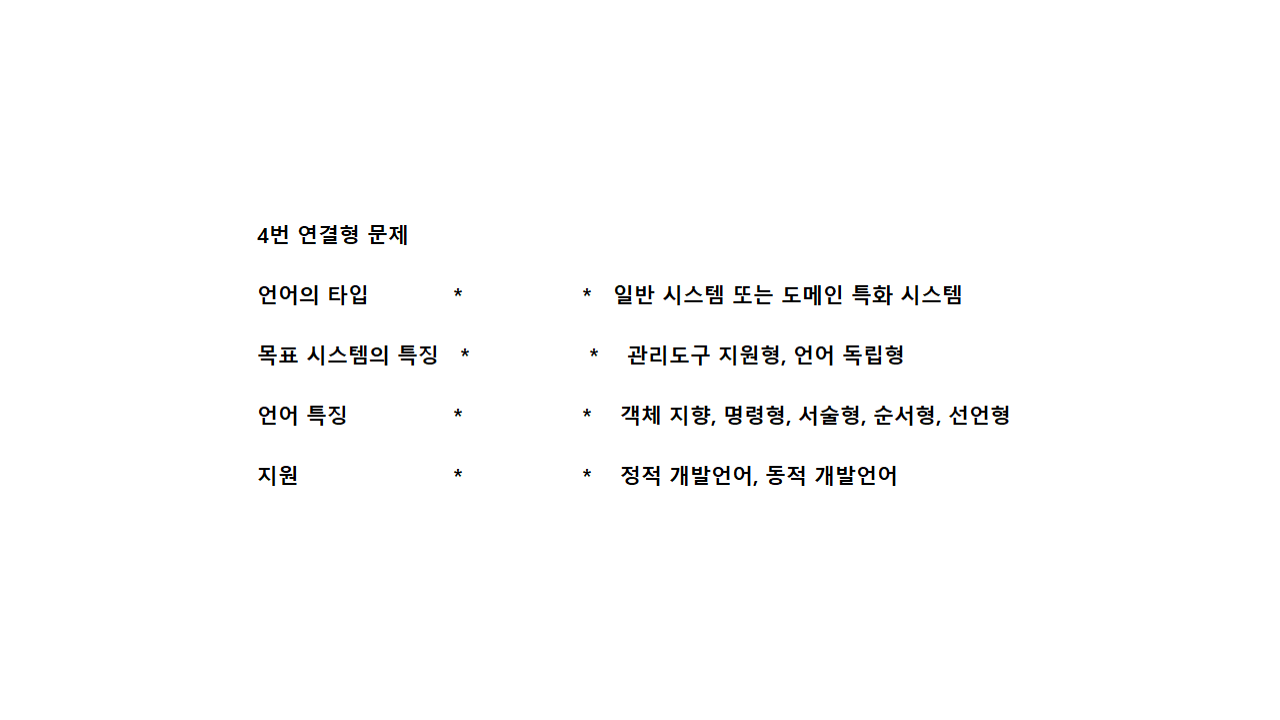 4번 연결형 문제
언어의 타입 * * 일반 시스템 또는 도메인 특화 시스템
목표 시스템의 특징 * * 관리도구 지원형, 언어 독립형
언어 특징 * * 객체 지향, 명령형, 서술형, 순서형, 선언형
지원 * * 정적 개발언어, 동적 개발언어